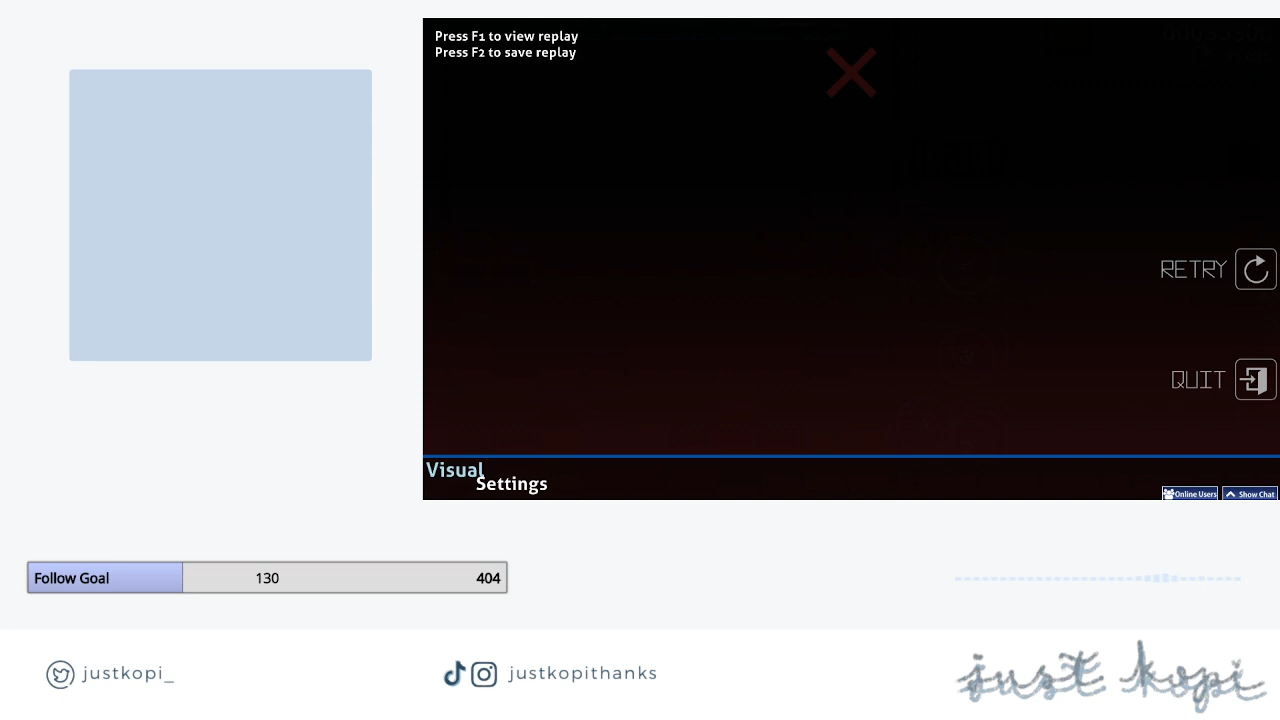 Press F1 to view replay
Press F2 to save replay
RETRY
QUIT
Visual
Settings
Online Users
Show Chat
Follow Goal 130 404
justkopi_
justkopithanks
just kopi